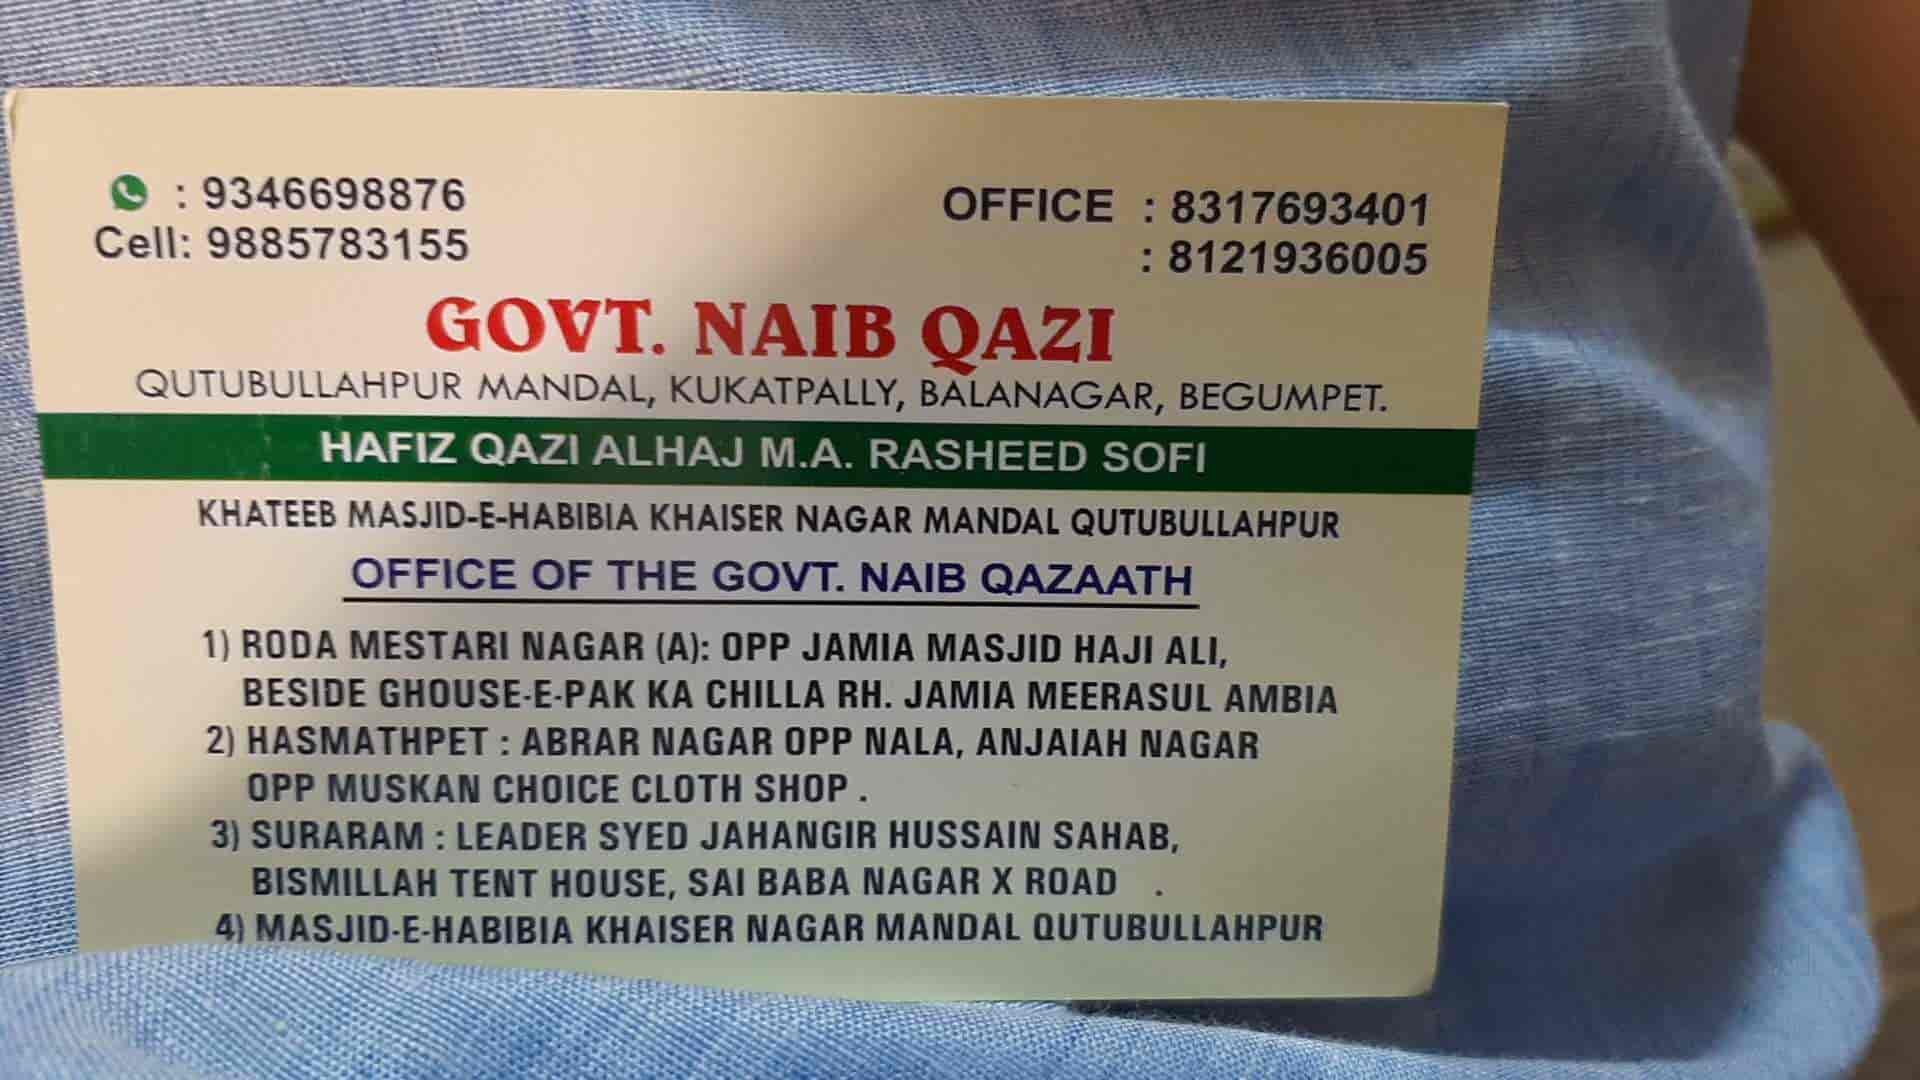 : 9346698876
Cell: 9885783155
OFFICE : 8317693401
: 8121936005
GOVT. NAIB QAZI
QUTUBULLAHPUR MANDAL, KUKATPALLY, BALANAGAR, BEGUMPET.
HAFIZ QAZI ALHAJ M.A. RASHEED SOFI
KHATEEB MASJID-E-HABIBIA KHAISER NAGAR MANDAL QUTUBULLAHPUR
OFFICE OF THE GOVT. NAIB QAZAATH
1) RODA MESTARI NAGAR (A): OPP JAMIA MASJID HAJI ALI,
BESIDE GHOUSE-E-PAK KA CHILLA RH. JAMIA MEERASUL AMBIA
2) HASMATHPET : ABRAR NAGAR OPP NALA, ANJAIAH NAGAR
OPP MUSKAN CHOICE CLOTH SHOP .
3) SURARAM : LEADER SYED JAHANGIR HUSSAIN SAHAB,
BISMILLAH TENT HOUSE, SAI BABA NAGAR X ROAD .
4) MASJID-E-HABIBIA KHAISER NAGAR MANDAL QUTUBULLAHPUR